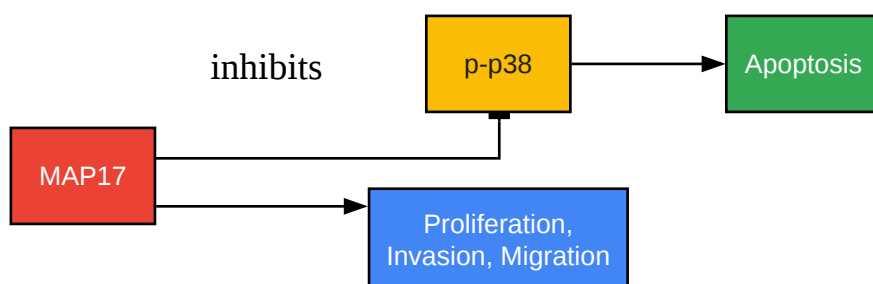 inhibits
p-p38
Apoptosis
MAP17
Proliferation,
Invasion, Migration